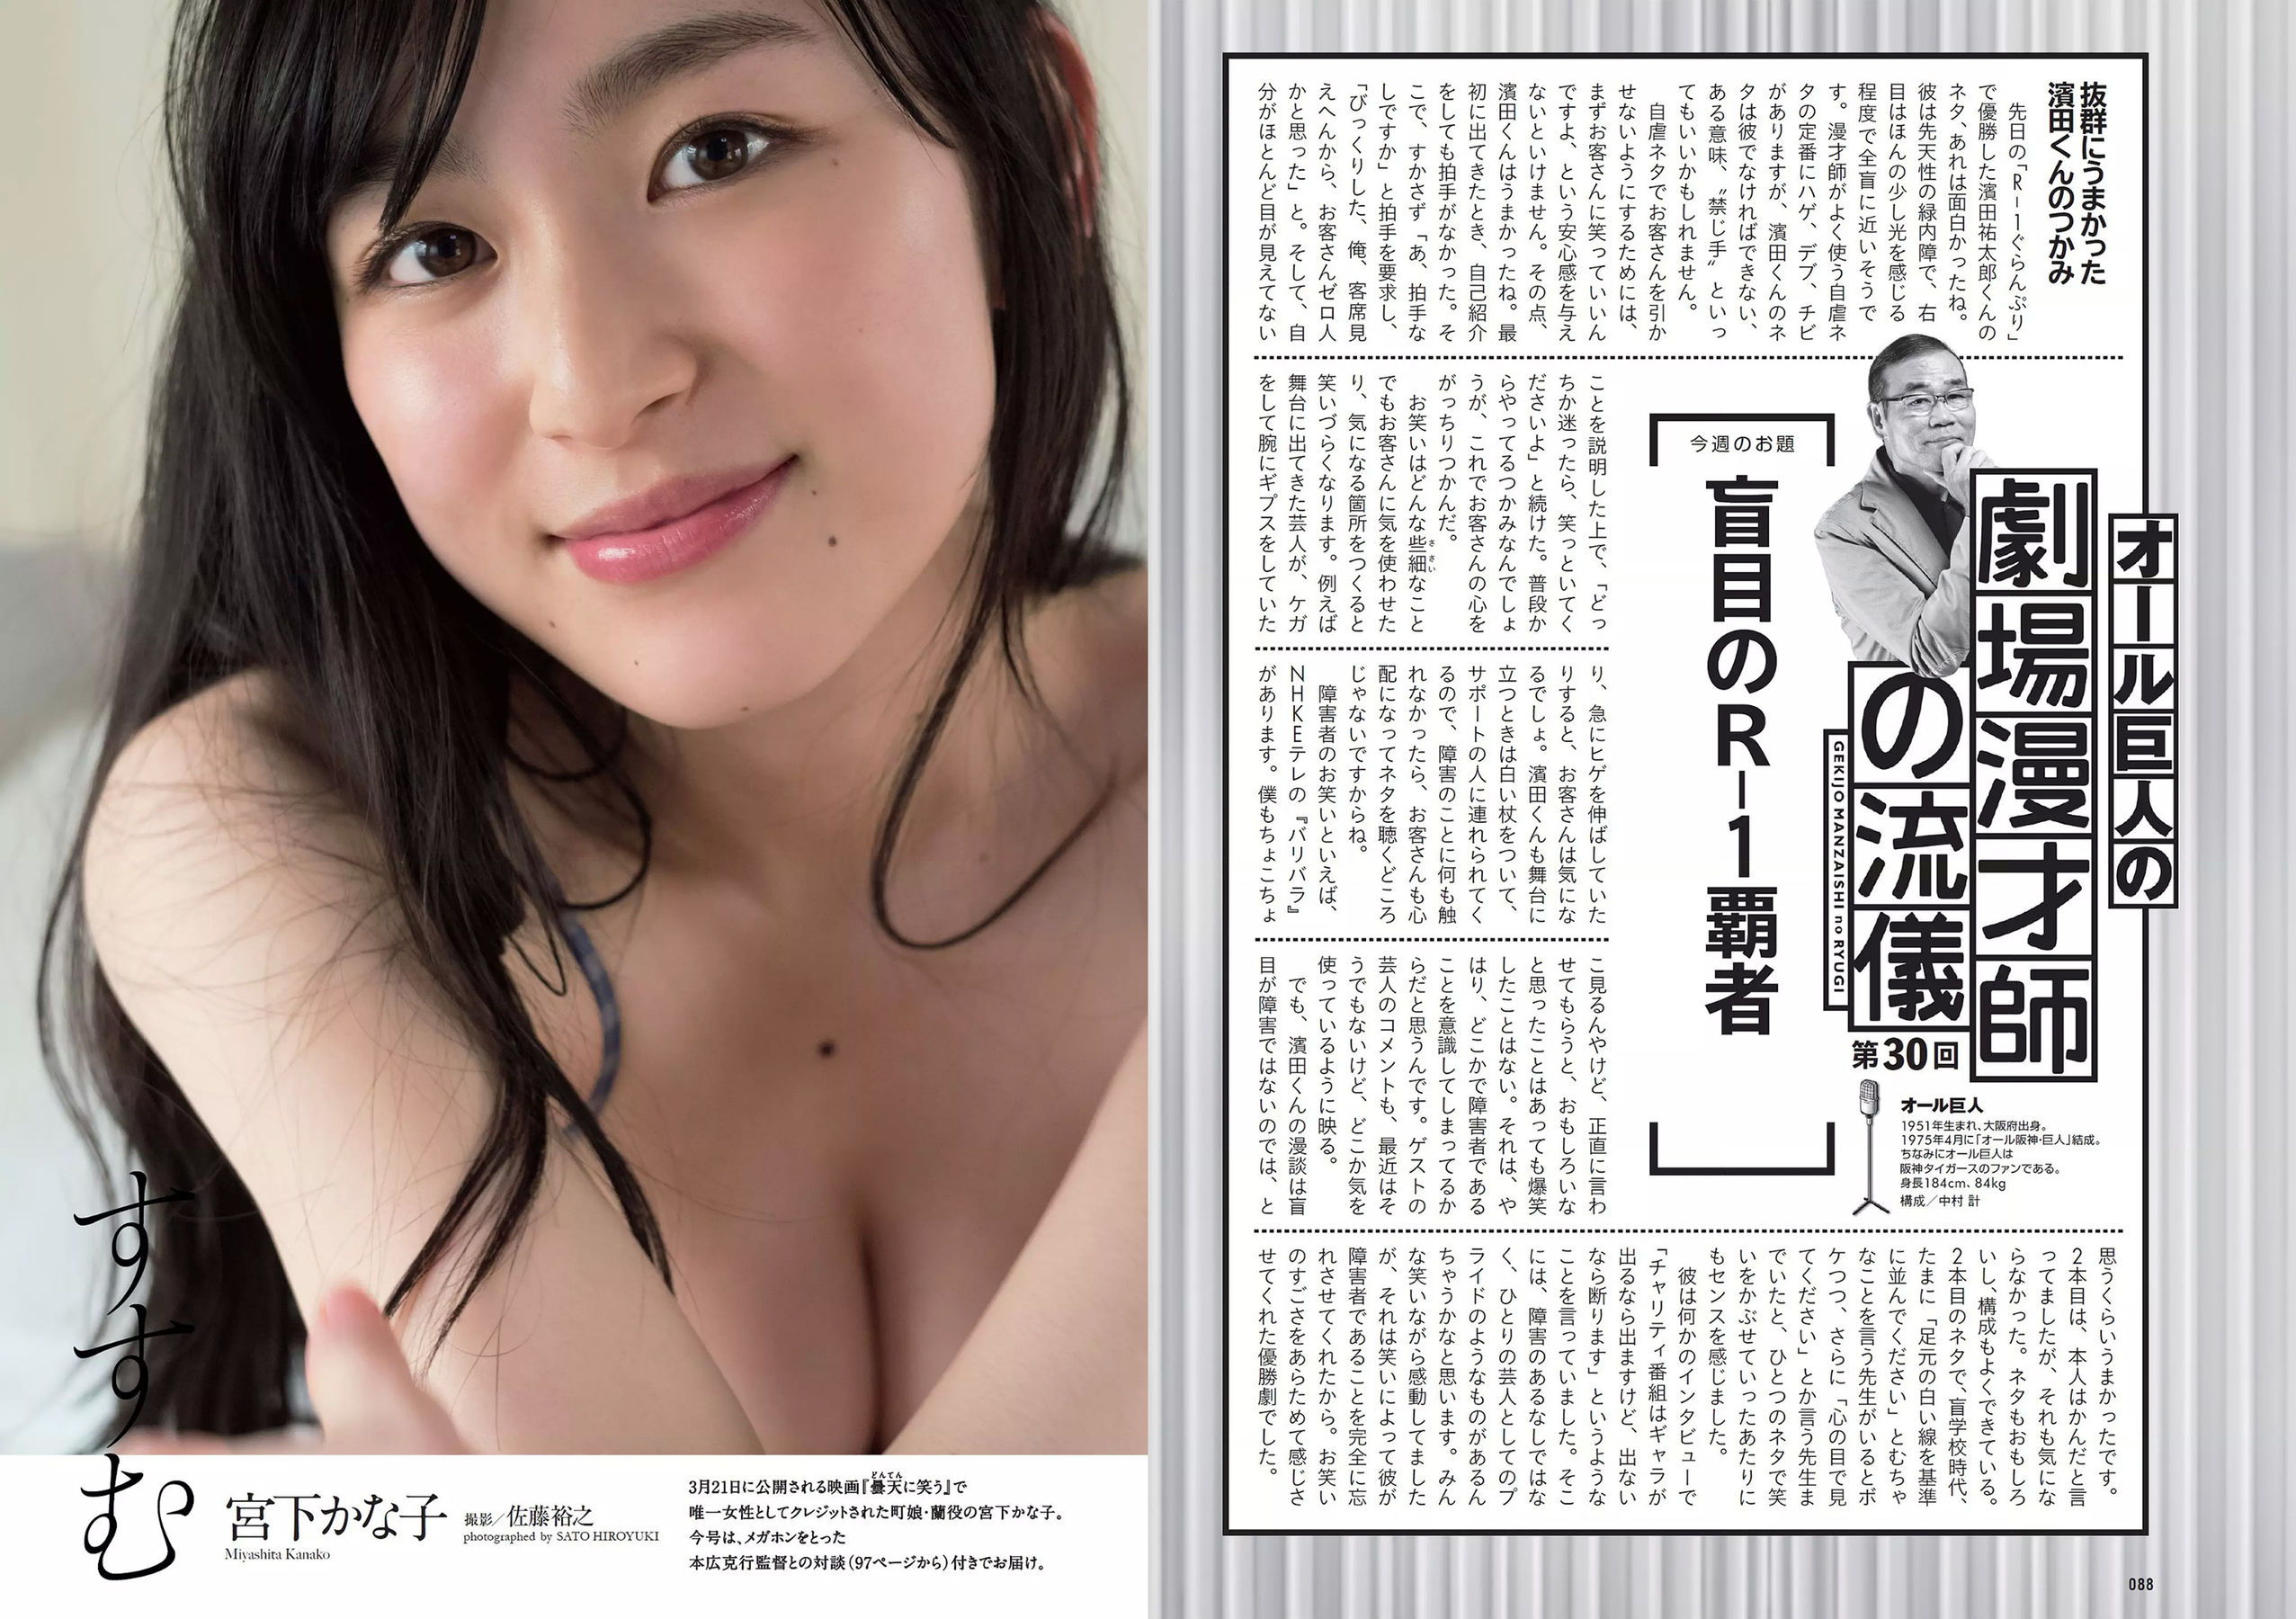 すすむ
宮下かな子
Miyashita Kanako
撮影/佐藤裕之
photographed by SATO HIROYUKI
3月21日に公開される映画『曇天に笑う』で
どんてん
唯一女性としてクレジットされた町娘・蘭役の宮下かな子。
今号は、メガホンをとった
本広克行監督との対談(97ページから)付きでお届け。
オール巨人の
劇場漫才師
の流儀
GEKIJO MANZAISHI no RYUGI
第30回
オール巨人
1951年生まれ、大阪府出身。
1975年4月に「オール阪神・巨人」結成。
ちなみにオール巨人は
阪神タイガースのファンである。
身長184cm、84kg
構成/中村 計
今週のお題
盲目のR-1覇者
抜群にうまかった
濱田くんのつかみ
先日の「R-1ぐらんぷり」
で優勝した濱田祐太郎くんの
ネタ、あれは面白かったね。
彼は先天性の緑内障で、右
目はほんの少し光を感じる
程度で全盲に近いそうで
す。漫才師がよく使う自虐ネ
タの定番にハゲ、デブ、チビ
がありますが、濱田くんのネ
タは彼でなければできない、
ある意味、〝禁じ手〟といっ
てもいいかもしれません。
自虐ネタでお客さんを引か
せないようにするためには、
まずお客さんに笑っていいん
ですよ、という安心感を与え
ないといけません。その点、
濱田くんはうまかったね。最
初に出てきたとき、自己紹介
をしても拍手がなかった。そ
こで、すかさず「あ、拍手な
しですか」と拍手を要求し、
「びっくりした、俺、客席見
えへんから、お客さんゼロ人
かと思った」と。そして、自
分がほとんど目が見えてない
ことを説明した上で、「どっ
ちか迷ったら、笑っといてく
ださいよ」と続けた。普段か
らやってるつかみなんでしょ
うが、これでお客さんの心を
がっちりつかんだ。
お笑いはどんな些細なこと
ささい
でもお客さんに気を使わせた
り、気になる箇所をつくると
笑いづらくなります。例えば
舞台に出てきた芸人が、ケガ
をして腕にギプスをしていた
り、急にヒゲを伸ばしていた
りすると、お客さんは気にな
るでしょ。濱田くんも舞台に
立つときは白い杖をついて、
サポートの人に連れられてく
るので、障害のことに何も触
れなかったら、お客さんも心
配になってネタを聴くどころ
じゃないですからね。
障害者のお笑いといえば、
NHKEテレの『バリバラ』
があります。僕もちょこちょ
こ見るんやけど、正直に言わ
せてもらうと、おもしろいな
と思ったことはあっても爆笑
したことはない。それは、や
はり、どこかで障害者である
ことを意識してしまってるか
らだと思うんです。ゲストの
芸人のコメントも、最近はそ
うでもないけど、どこか気を
使っているように映る。
でも、濱田くんの漫談は盲
目が障害ではないのでは、と
思うくらいうまかったです。
2本目は、本人はかんだと言
ってましたが、それも気にな
らなかった。ネタもおもしろ
いし、構成もよくできている。
2本目のネタで、盲学校時代、
たまに「足元の白い線を基準
に並んでください」とむちゃ
なことを言う先生がいるとボ
ケつつ、さらに「心の目で見
てください」とか言う先生ま
でいたと、ひとつのネタで笑
いをかぶせていったあたりに
もセンスを感じました。
彼は何かのインタビューで
「チャリティ番組はギャラが
出るなら出ますけど、出ない
なら断ります」というような
ことを言っていました。そこ
には、障害のあるなしではな
く、ひとりの芸人としてのプ
ライドのようなものがあるん
ちゃうかなと思います。みん
な笑いながら感動してました
が、それは笑いによって彼が
障害者であることを完全に忘
れさせてくれたから。お笑い
のすごさをあらためて感じさ
せてくれた優勝劇でした。
088